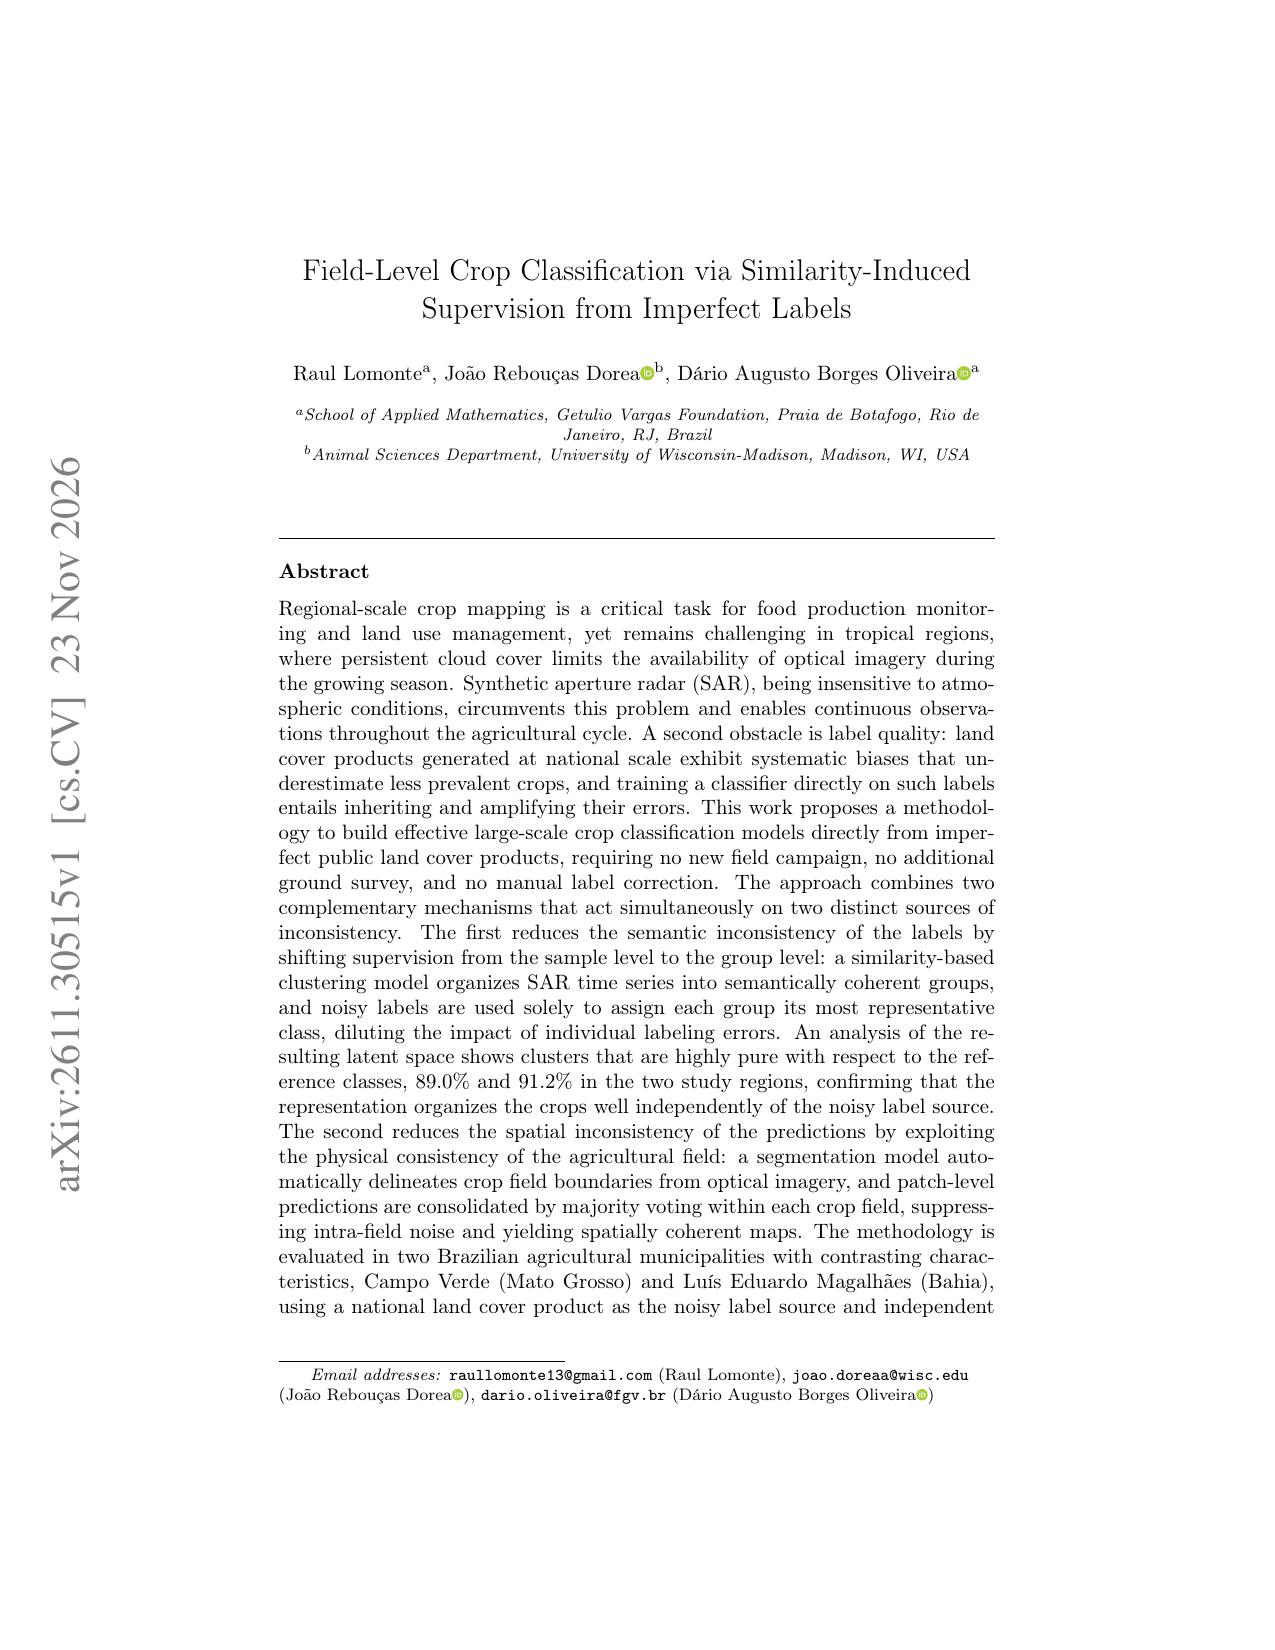 Field-Level Crop Classification via Similarity-Induced
Supervision from Imperfect Labels
Raul Lomonteᵃ, João Rebouças Doreaᵇ, Dário Augusto Borges Oliveiraᵃ
ᵃSchool of Applied Mathematics, Getulio Vargas Foundation, Praia de Botafogo, Rio de
Janeiro, RJ, Brazil
ᵇAnimal Sciences Department, University of Wisconsin-Madison, Madison, WI, USA
arXiv:2611.30515v1 [cs.CV] 23 Nov 2026
Abstract
Regional-scale crop mapping is a critical task for food production monitor-
ing and land use management, yet remains challenging in tropical regions,
where persistent cloud cover limits the availability of optical imagery during
the growing season. Synthetic aperture radar (SAR), being insensitive to atmo-
spheric conditions, circumvents this problem and enables continuous observa-
tions throughout the agricultural cycle. A second obstacle is label quality: land
cover products generated at national scale exhibit systematic biases that un-
derestimate less prevalent crops, and training a classifier directly on such labels
entails inheriting and amplifying their errors. This work proposes a methodol-
ogy to build effective large-scale crop classification models directly from imper-
fect public land cover products, requiring no new field campaign, no additional
ground survey, and no manual label correction. The approach combines two
complementary mechanisms that act simultaneously on two distinct sources of
inconsistency. The first reduces the semantic inconsistency of the labels by
shifting supervision from the sample level to the group level: a similarity-based
clustering model organizes SAR time series into semantically coherent groups,
and noisy labels are used solely to assign each group its most representative
class, diluting the impact of individual labeling errors. An analysis of the re-
sulting latent space shows clusters that are highly pure with respect to the ref-
erence classes, 89.0% and 91.2% in the two study regions, confirming that the
representation organizes the crops well independently of the noisy label source.
The second reduces the spatial inconsistency of the predictions by exploiting
the physical consistency of the agricultural field: a segmentation model auto-
matically delineates crop field boundaries from optical imagery, and patch-level
predictions are consolidated by majority voting within each crop field, suppress-
ing intra-field noise and yielding spatially coherent maps. The methodology is
evaluated in two Brazilian agricultural municipalities with contrasting charac-
teristics, Campo Verde (Mato Grosso) and Luís Eduardo Magalhães (Bahia),
using a national land cover product as the noisy label source and independent
Email addresses: raullomonte13@gmail.com (Raul Lomonte), joao.doreaa@wisc.edu
(João Rebouças Dorea), dario.oliveira@fgv.br (Dário Augusto Borges Oliveira)